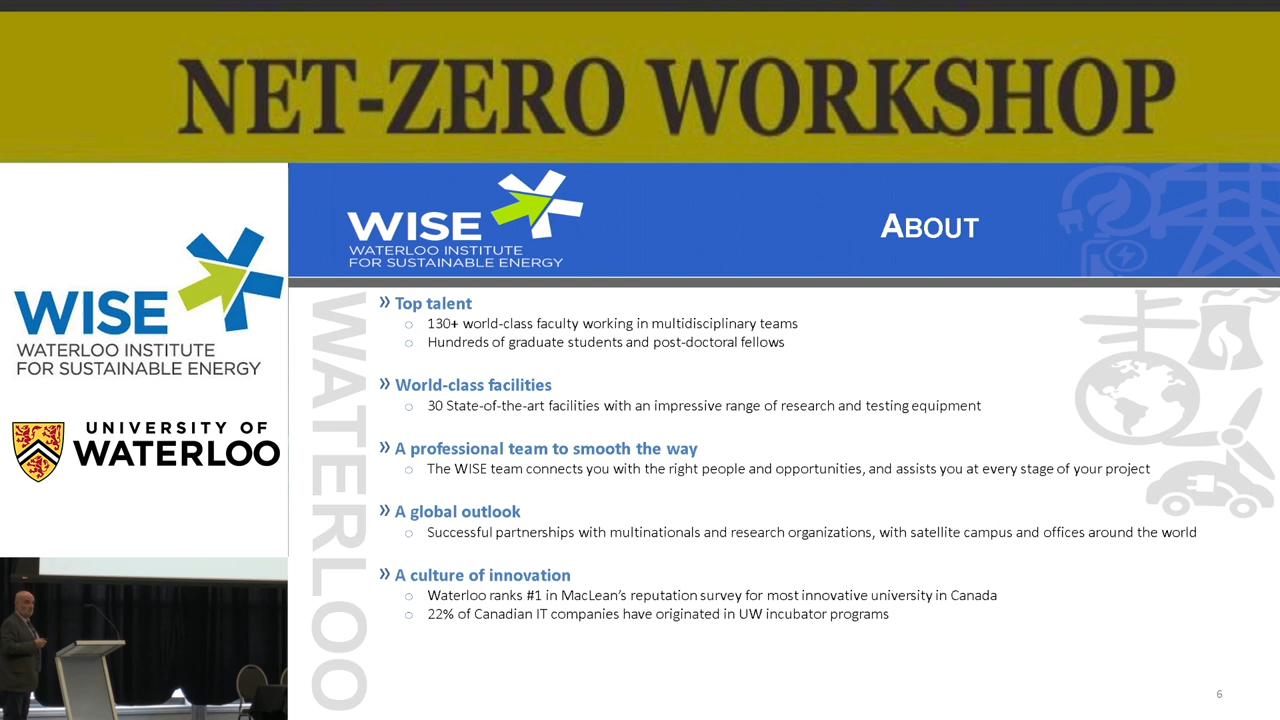 NET-ZERO WORKSHOP
WISE
WATERLOO INSTITUTE
FOR SUSTAINABLE ENERGY
UNIVERSITY OF
WATERLOO
WISE
WATERLOO INSTITUTE
FOR SUSTAINABLE ENERGY
ABOUT
WATERLOO
» Top talent
○ 130+ world-class faculty working in multidisciplinary teams
○ Hundreds of graduate students and post-doctoral fellows
» World-class facilities
○ 30 State-of-the-art facilities with an impressive range of research and testing equipment
» A professional team to smooth the way
○ The WISE team connects you with the right people and opportunities, and assists you at every stage of your project
» A global outlook
○ Successful partnerships with multinationals and research organizations, with satellite campus and offices around the world
» A culture of innovation
○ Waterloo ranks #1 in MacLean's reputation survey for most innovative university in Canada
○ 22% of Canadian IT companies have originated in UW incubator programs
6